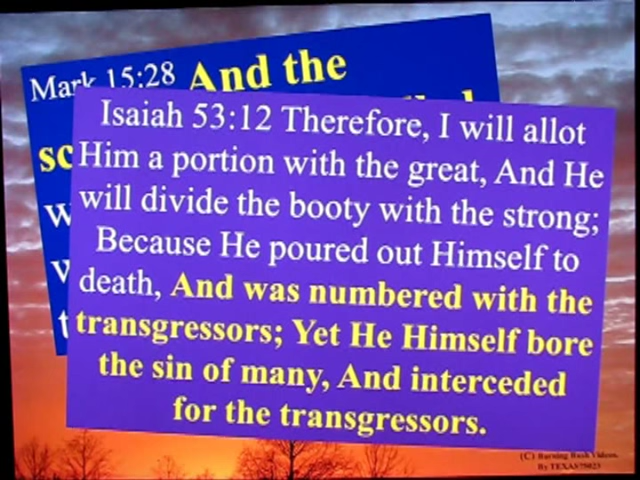 Mark 15:28 And the
Isaiah 53:12 Therefore, I will allot
Him a portion with the great, And He
will divide the booty with the strong;
Because He poured out Himself to
death, And was numbered with the
transgressors; Yet He Himself bore
the sin of many, And interceded
for the transgressors.
(C) Burning Bush Videos.
By TEXAS75023